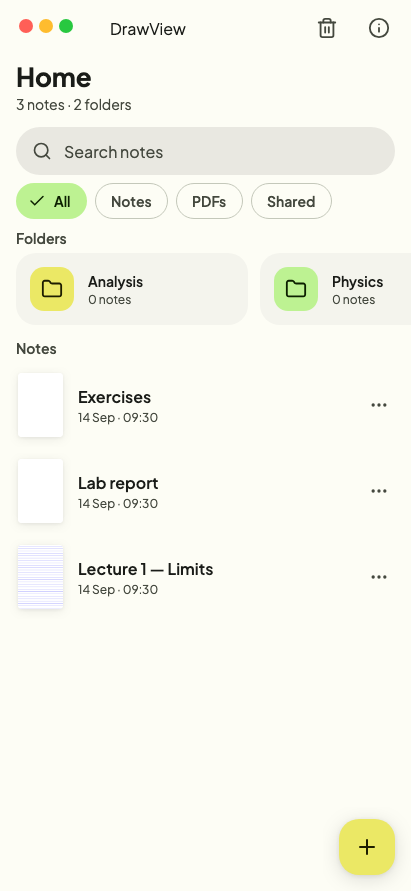 DrawView
Home
3 notes · 2 folders
Search notes
All
Notes
PDFs
Shared
Folders
Analysis
0 notes
Physics
0 notes
Notes
Exercises
14 Sep · 09:30
Lab report
14 Sep · 09:30
Lecture 1 — Limits
14 Sep · 09:30